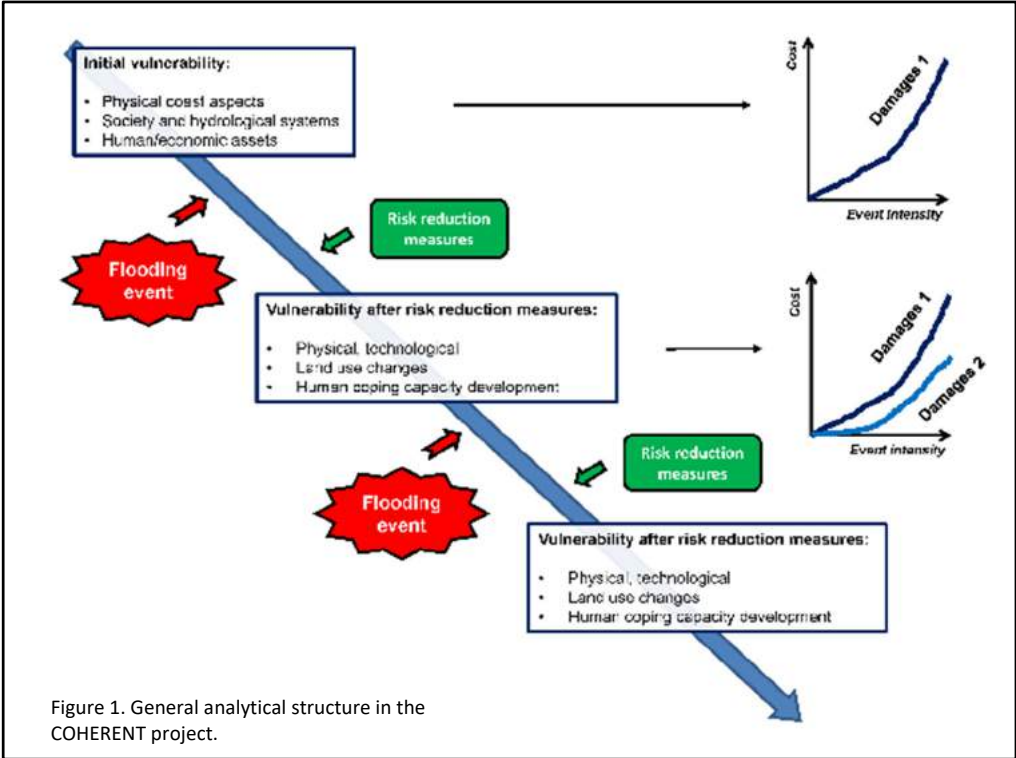 Initial vulnerability:
• Physical coast aspects
• Society and hydrological systems
• Human/economic assets
Cost
Damages 1
Event intensity
Flooding
event
Risk reduction
measures
Vulnerability after risk reduction measures:
• Physical, technological
• Land use changes
• Human coping capacity development
Cost
Damages 1
Damages 2
Event intensity
Flooding
event
Risk reduction
measures
Vulnerability after risk reduction measures:
• Physical, technological
• Land use changes
• Human coping capacity development
Figure 1. General analytical structure in the
COHERENT project.